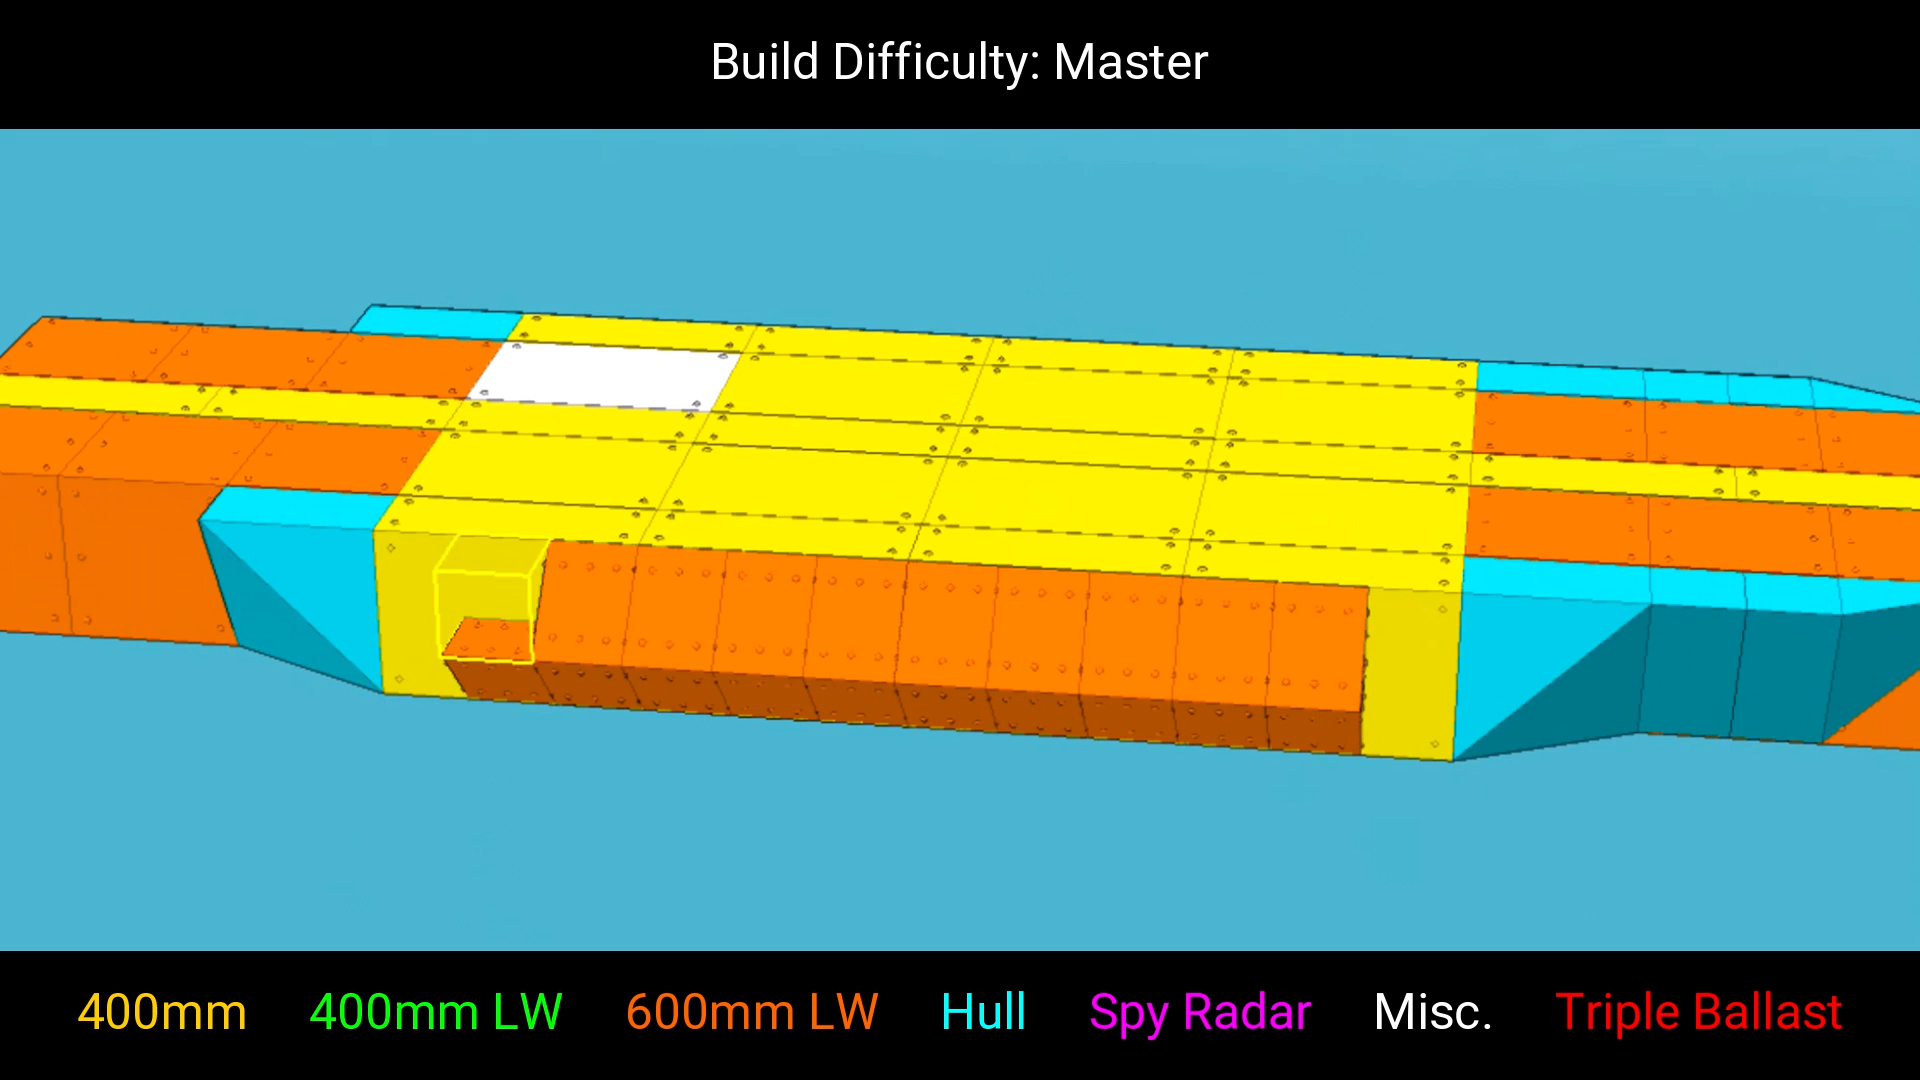 Build Difficulty: Master
400mm 400mm LW 600mm LW Hull Spy Radar Misc. Triple Ballast